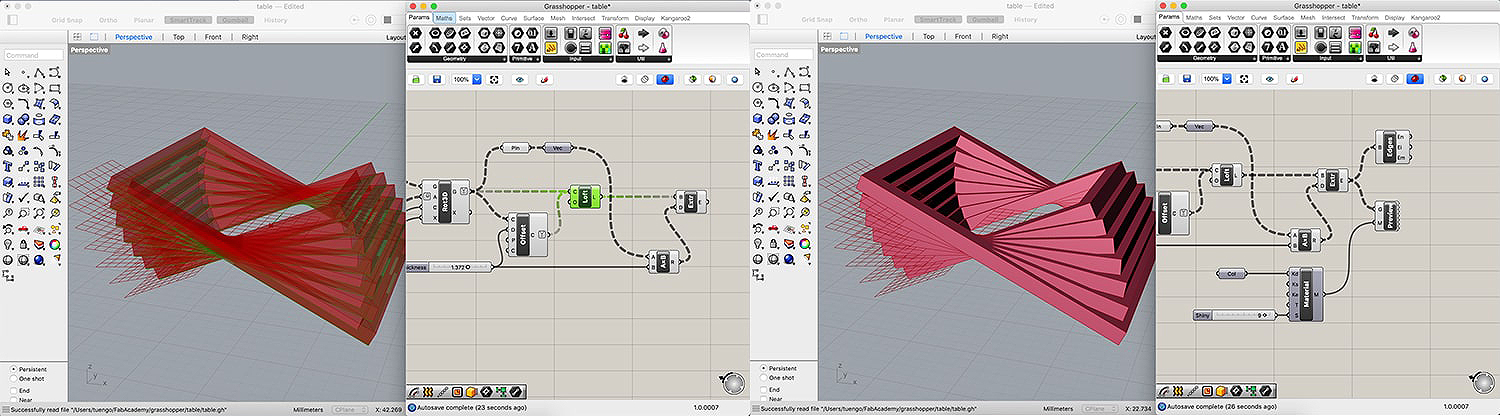 table — Edited
Grid Snap Ortho Planar SmartTrack Gumball History
Perspective Top Front Right Layou
Command
Perspective
z
y
x
Persistent
One shot
End
Near
Successfully read file "/Users/tuengo/FabAcademy/grasshopper/table/table.gh" Millimeters CPlane X: 42.269
Grasshopper - table*
Params Maths Sets Vector Curve Surface Mesh Intersect Transform Display Kangaroo2
Geometry Primitive Input Util
100%
Pln Vec
Rot3D
Loft
Extr
Offset
ickness 1.372
AxB
Autosave complete (23 seconds ago) 1.0.0007
table — Edited
Grid Snap Ortho Planar SmartTrack Gumball History
Perspective Top Front Right Layou
Command
Perspective
z
y
x
Persistent
One shot
End
Near
Successfully read file "/Users/tuengo/FabAcademy/grasshopper/table/table.gh" Millimeters CPlane X: 22.734
Grasshopper - table*
Params Maths Sets Vector Curve Surface Mesh Intersect Transform Display Kangaroo2
Geometry Primitive Input Util
100%
ln Vec
Edges
En
Ei
Em
Loft
Extr
Offset
Preview
AxB
Col
Material
Kd
Ks
Ke
T
S
M
Shiny 9
Autosave complete (26 seconds ago) 1.0.0007